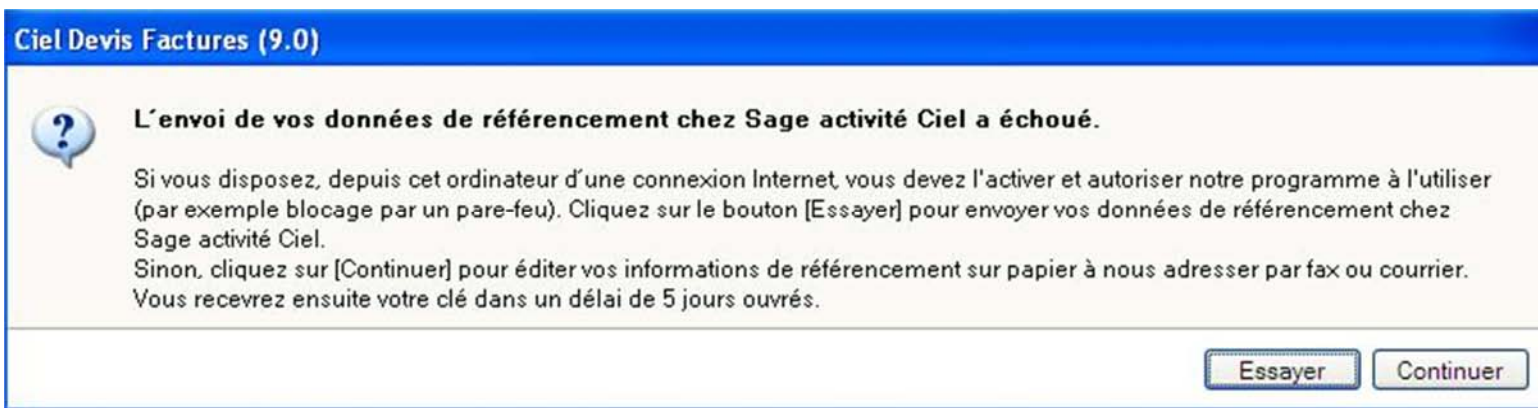 Ciel Devis Factures (9.0)
L´envoi de vos données de référencement chez Sage activité Ciel a échoué.
Si vous disposez, depuis cet ordinateur d´une connexion Internet, vous devez l'activer et autoriser notre programme à l'utiliser
(par exemple blocage par un pare-feu). Cliquez sur le bouton [Essayer] pour envoyer vos données de référencement chez
Sage activité Ciel.
Sinon, cliquez sur [Continuer] pour éditer vos informations de référencement sur papier à nous adresser par fax ou courrier.
Vous recevrez ensuite votre clé dans un délai de 5 jours ouvrés.
Essayer Continuer